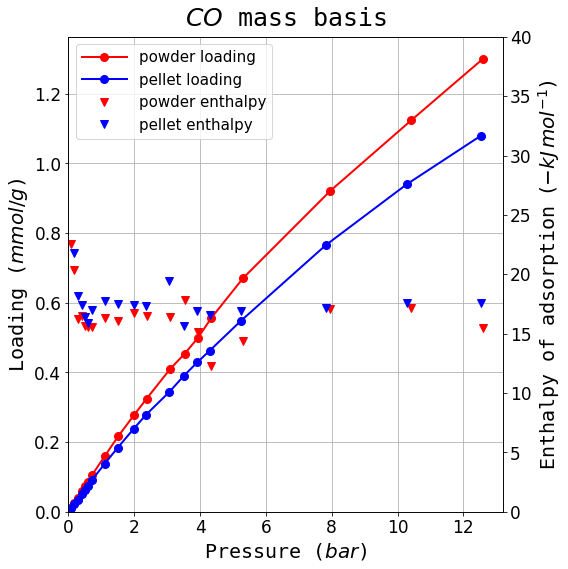 CO mass basis
powder loading
pellet loading
powder enthalpy
pellet enthalpy
Loading (mmol/g)
0.0
0.2
0.4
0.6
0.8
1.0
1.2
0 2 4 6 8 10 12
Pressure (bar)
0
5
10
15
20
25
30
35
40
Enthalpy of adsorption (−kJmol⁻¹)